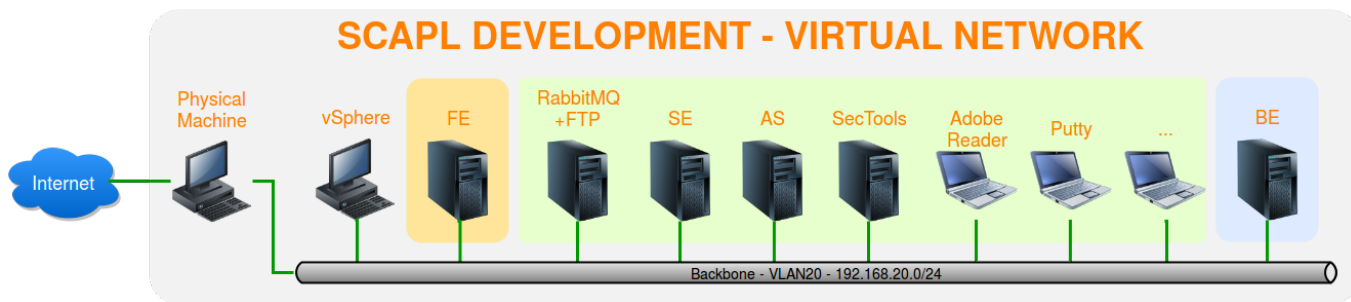 SCAPL DEVELOPMENT - VIRTUAL NETWORK
Internet
Physical
Machine
vSphere
FE
RabbitMQ
+FTP
SE
AS
SecTools
Adobe
Reader
Putty
...
BE
Backbone - VLAN20 - 192.168.20.0/24